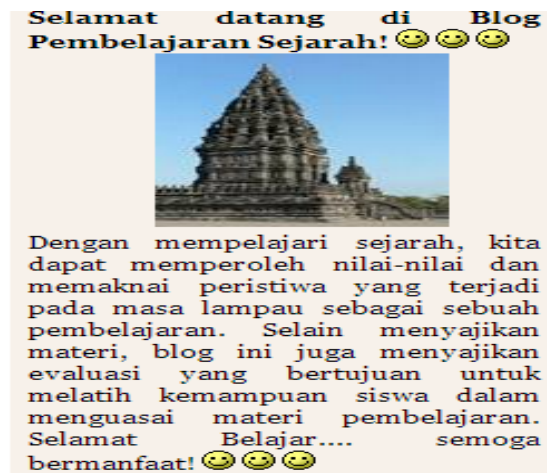 Selamat datang di Blog
Pembelajaran Sejarah!
Dengan mempelajari sejarah, kita
dapat memperoleh nilai-nilai dan
memaknai peristiwa yang terjadi
pada masa lampau sebagai sebuah
pembelajaran. Selain menyajikan
materi, blog ini juga menyajikan
evaluasi yang bertujuan untuk
melatih kemampuan siswa dalam
menguasai materi pembelajaran.
Selamat Belajar.... semoga
bermanfaat!